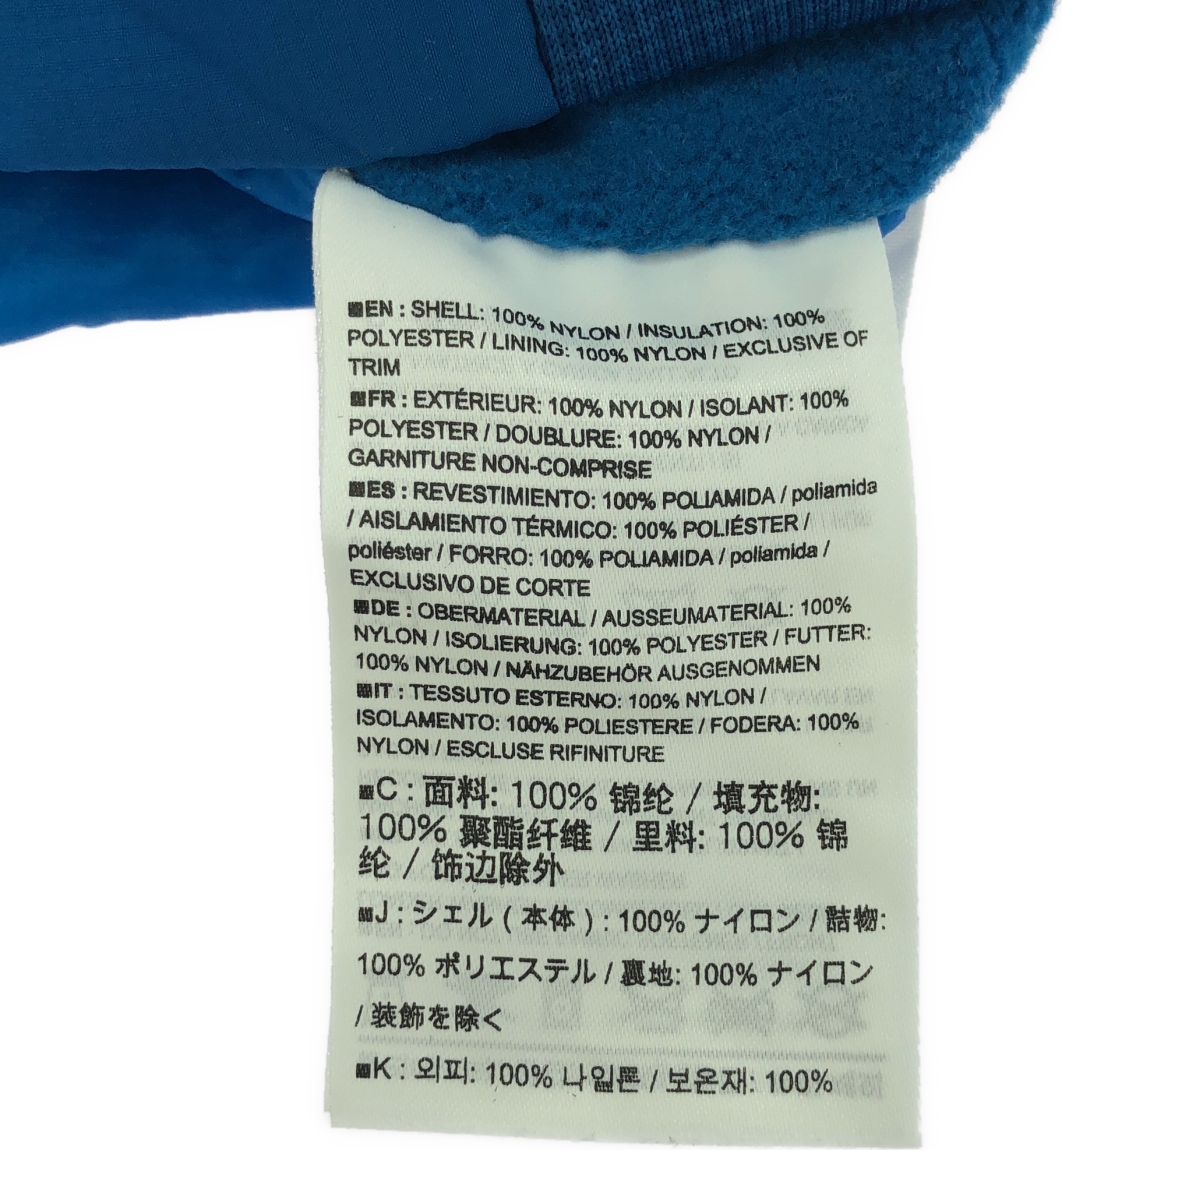 EN : SHELL: 100% NYLON / INSULATION: 100%
POLYESTER / LINING: 100% NYLON / EXCLUSIVE OF
TRIM
FR : EXTÉRIEUR: 100% NYLON / ISOLANT: 100%
POLYESTER / DOUBLURE: 100% NYLON /
GARNITURE NON-COMPRISE
ES : REVESTIMIENTO: 100% POLIAMIDA / poliamida
/ AISLAMIENTO TÉRMICO: 100% POLIÉSTER /
poliéster / FORRO: 100% POLIAMIDA / poliamida /
EXCLUSIVO DE CORTE
DE : OBERMATERIAL / AUSSEUMATERIAL: 100%
NYLON / ISOLIERUNG: 100% POLYESTER / FUTTER:
100% NYLON / NÄHZUBEHÖR AUSGENOMMEN
IT : TESSUTO ESTERNO: 100% NYLON /
ISOLAMENTO: 100% POLIESTERE / FODERA: 100%
NYLON / ESCLUSE RIFINITURE
C : 面料: 100% 锦纶 / 填充物:
100% 聚酯纤维 / 里料: 100% 锦
纶 / 饰边除外
J : シェル ( 本体 ) : 100% ナイロン / 詰物:
100% ポリエステル / 裏地: 100% ナイロン
/ 装飾を除く
K : 외피: 100% 나일론 / 보온재: 100%